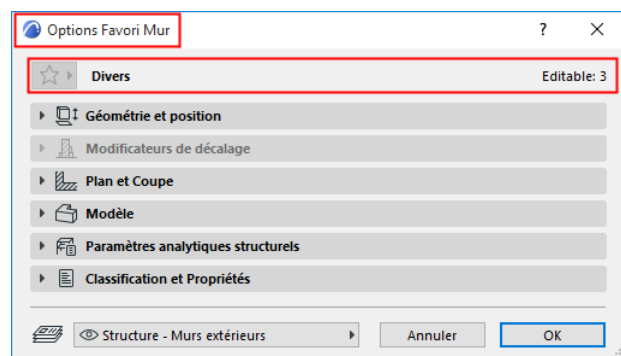 Options Favori Mur ?
Divers Editable: 3
Géométrie et position
Modificateurs de décalage
Plan et Coupe
Modèle
Paramètres analytiques structurels
Classification et Propriétés
Structure - Murs extérieurs Annuler OK